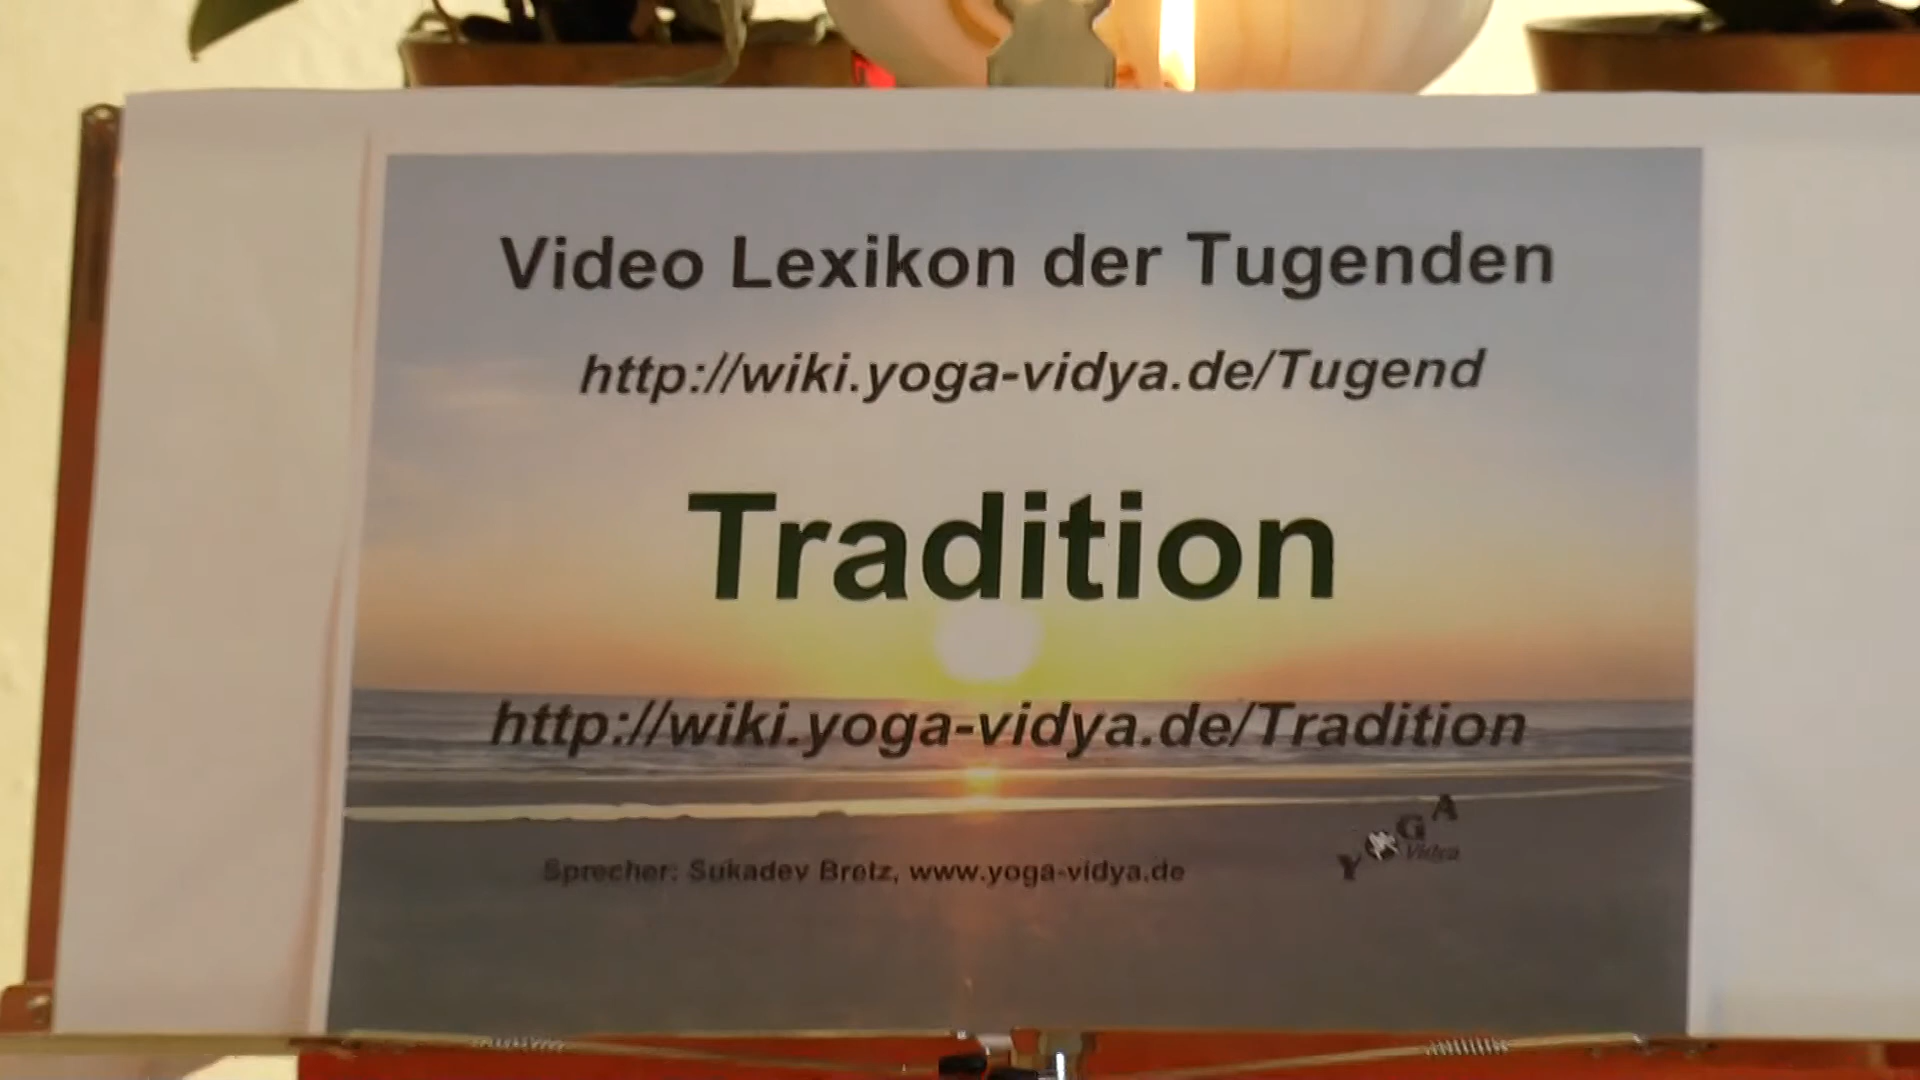 Video Lexikon der Tugenden
http://wiki.yoga-vidya.de/Tugend
Tradition
http://wiki.yoga-vidya.de/Tradition
Sprecher: Sukadev Bretz, www.yoga-vidya.de
YOGA
Vidya